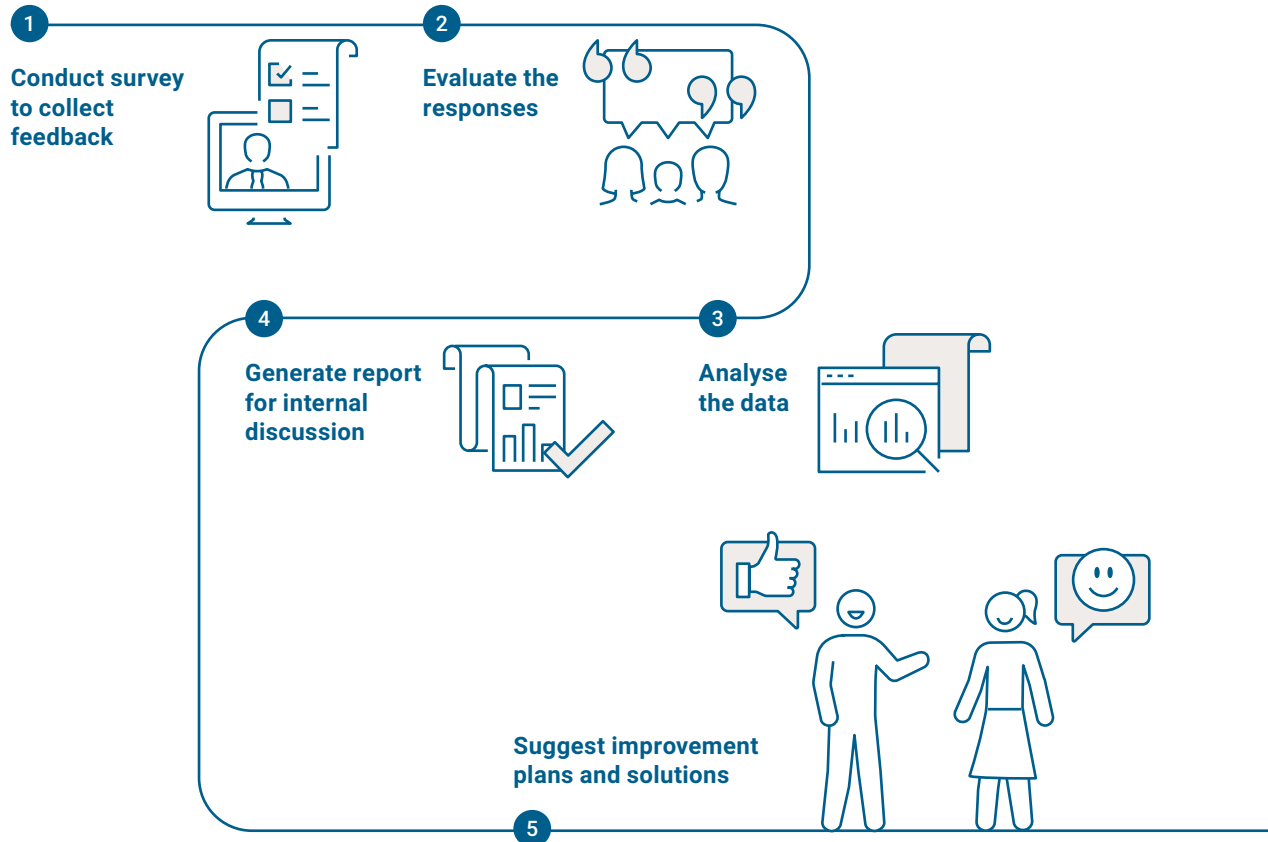 1
Conduct survey
to collect
feedback
2
Evaluate the
responses
3
Analyse
the data
4
Generate report
for internal
discussion
5
Suggest improvement
plans and solutions